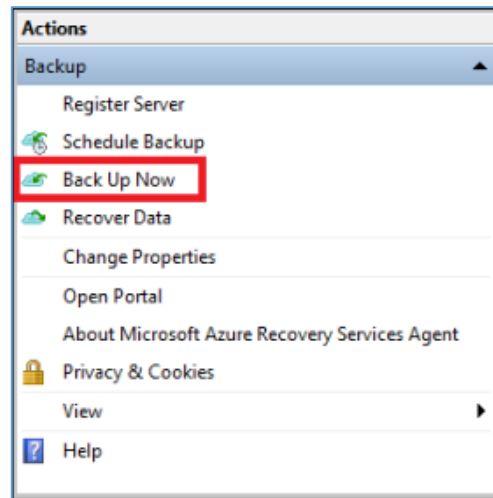 Actions
Backup
Register Server
Schedule Backup
Back Up Now
Recover Data
Change Properties
Open Portal
About Microsoft Azure Recovery Services Agent
Privacy & Cookies
View
Help